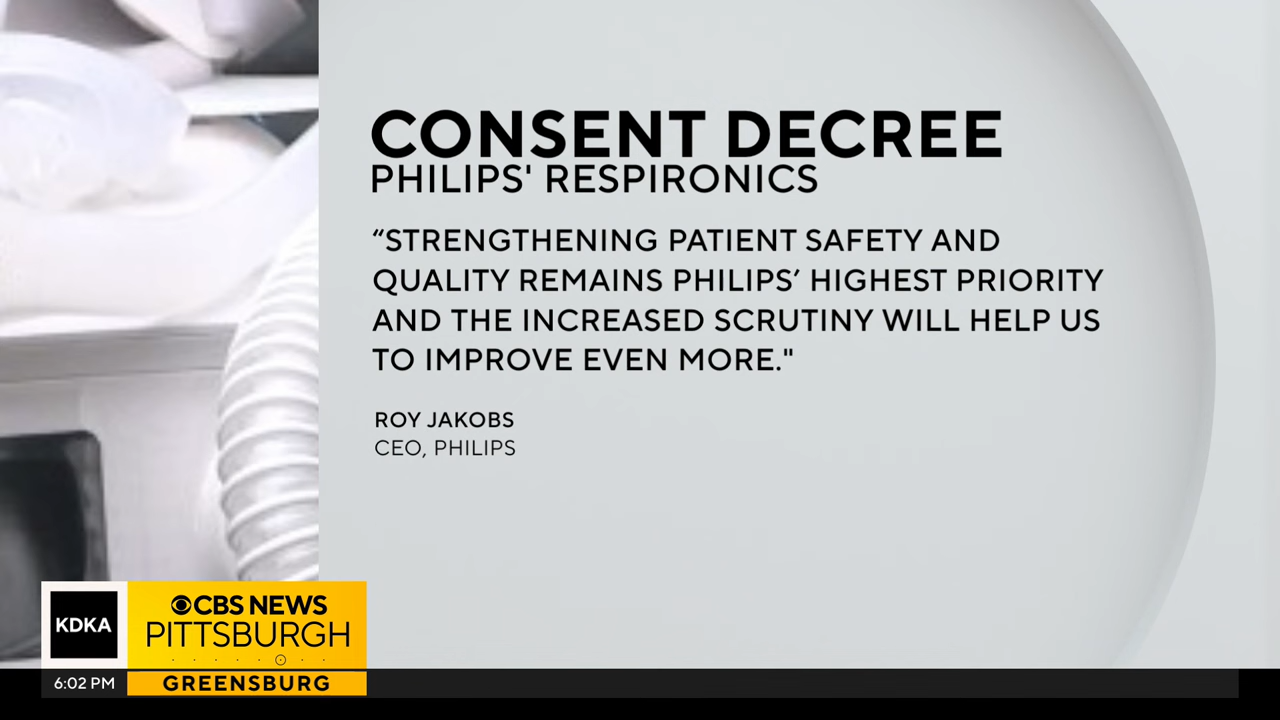 CONSENT DECREE
PHILIPS' RESPIRONICS
“STRENGTHENING PATIENT SAFETY AND
QUALITY REMAINS PHILIPS’ HIGHEST PRIORITY
AND THE INCREASED SCRUTINY WILL HELP US
TO IMPROVE EVEN MORE."
ROY JAKOBS
CEO, PHILIPS
KDKA
CBS NEWS
PITTSBURGH
6:02 PM
GREENSBURG